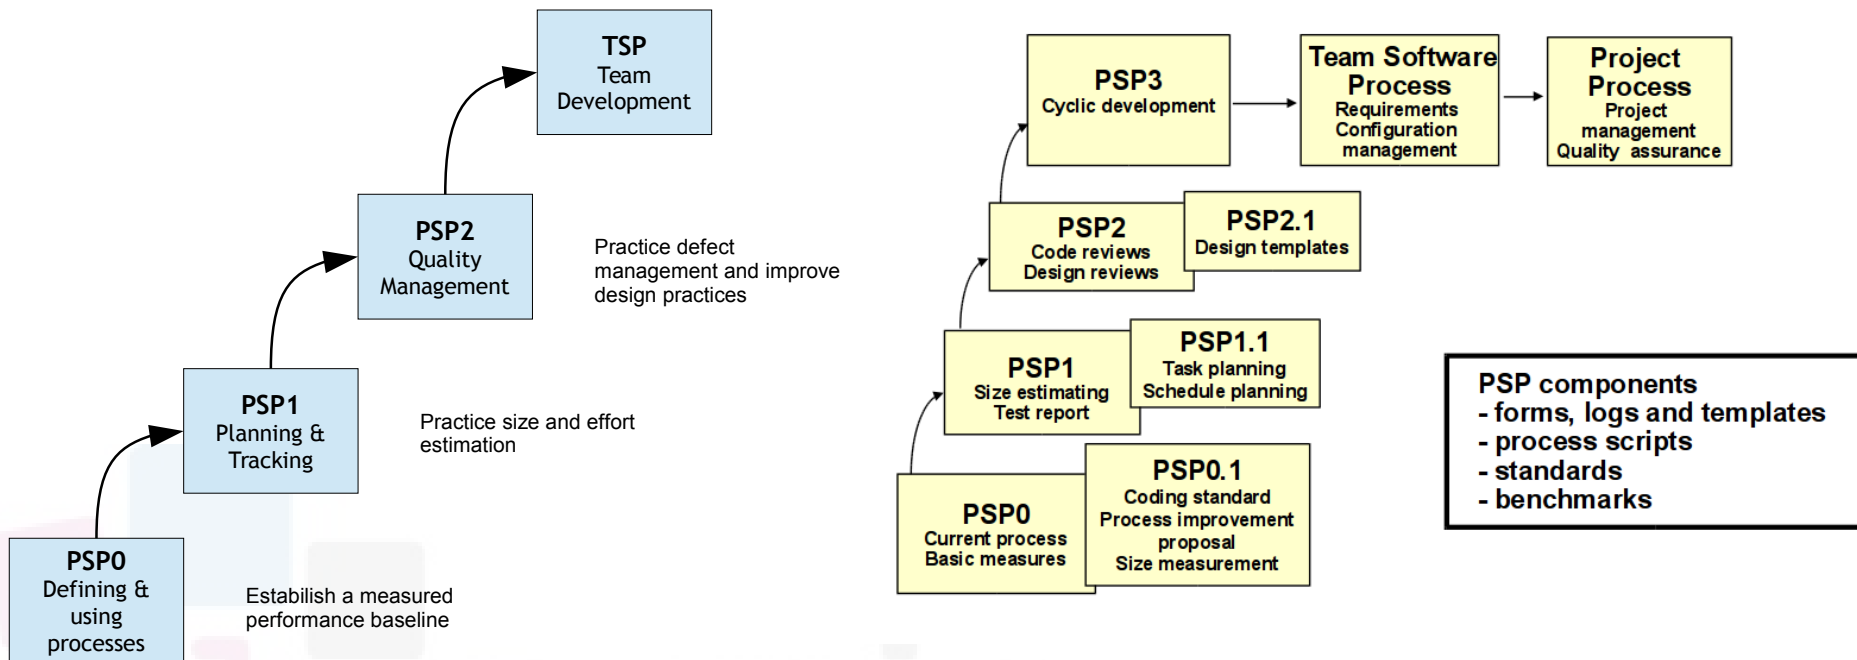 TSP
Team
Development
PSP2
Quality
Management
Practice defect
management and improve
design practices
PSP1
Planning &
Tracking
Practice size and effort
estimation
PSP0
Defining &
using
processes
Estabilish a measured
performance baseline
PSP3
Cyclic development
Team Software
Process
Requirements
Configuration
management
Project
Process
Project
management
Quality assurance
PSP2
Code reviews
Design reviews
PSP2.1
Design templates
PSP1
Size estimating
Test report
PSP1.1
Task planning
Schedule planning
PSP0
Current process
Basic measures
PSP0.1
Coding standard
Process improvement
proposal
Size measurement
PSP components
- forms, logs and templates
- process scripts
- standards
- benchmarks